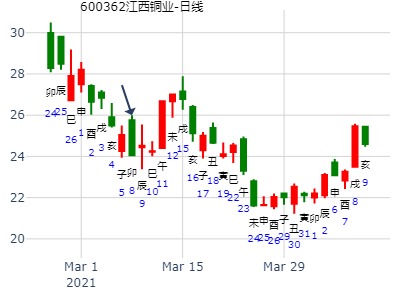 600362江西铜业-日线
30
28
26
24
22
20
卯
24
辰
25
巳
26
申
1
酉
2
戌
3
亥
4
子
5
卯
8
辰
9
巳
10
午
11
未
12
戌
15
亥
16
子
17
丑
18
寅
19
巳
22
午
23
未
24
申
25
酉
26
子
29
丑
30
寅
31
卯
1
辰
2
申
6
酉
7
戌
8
亥
9
Mar 1
2021
Mar 15
Mar 29